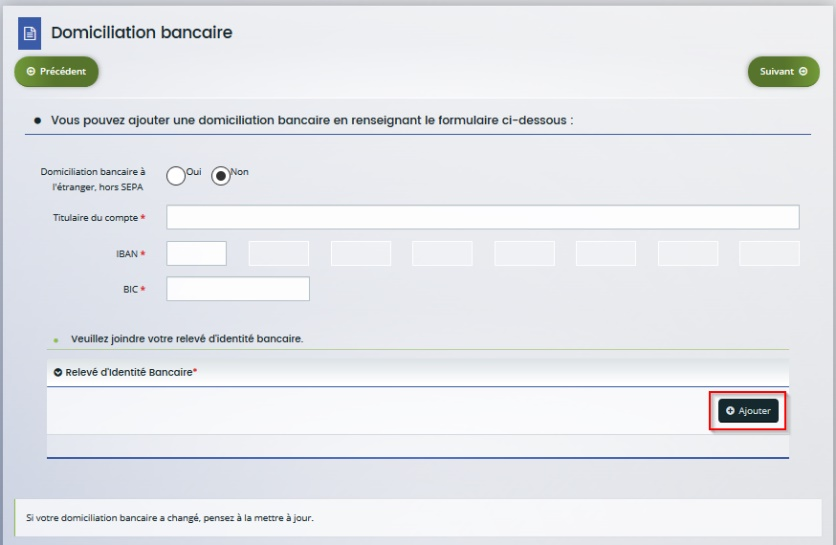 Domiciliation bancaire
Précédent
Suivant
Vous pouvez ajouter une domiciliation bancaire en renseignant le formulaire ci-dessous :
Domiciliation bancaire à
l'étranger, hors SEPA
Oui
Non
Titulaire du compte *
IBAN *
BIC *
Veuillez joindre votre relevé d'identité bancaire.
Relevé d'Identité Bancaire*
Ajouter
Si votre domiciliation bancaire a changé, pensez à la mettre à jour.